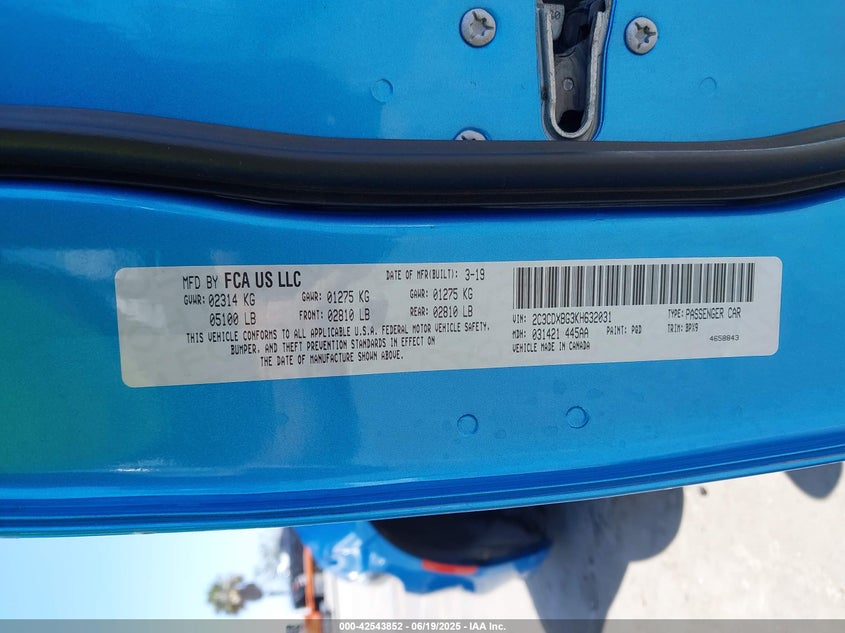 MFD BY FCA US LLC DATE OF MFR(BUILT): 3-19
GVWR: 02314 KG GAWR: 01275 KG GAWR: 01275 KG
05100 LB FRONT: 02810 LB REAR: 02810 LB
THIS VEHICLE CONFORMS TO ALL APPLICABLE U.S.A. FEDERAL MOTOR VEHICLE SAFETY,
BUMPER, AND THEFT PREVENTION STANDARDS IN EFFECT ON
THE DATE OF MANUFACTURE SHOWN ABOVE.
VIN: 2C3CDXBG3KH632031 TYPE: PASSENGER CAR
MDH: 031421 445AA PAINT: PQD TRIM: BPX9
VEHICLE MADE IN CANADA 4658843
000-42543852 - 06/19/2025 - IAA Inc.